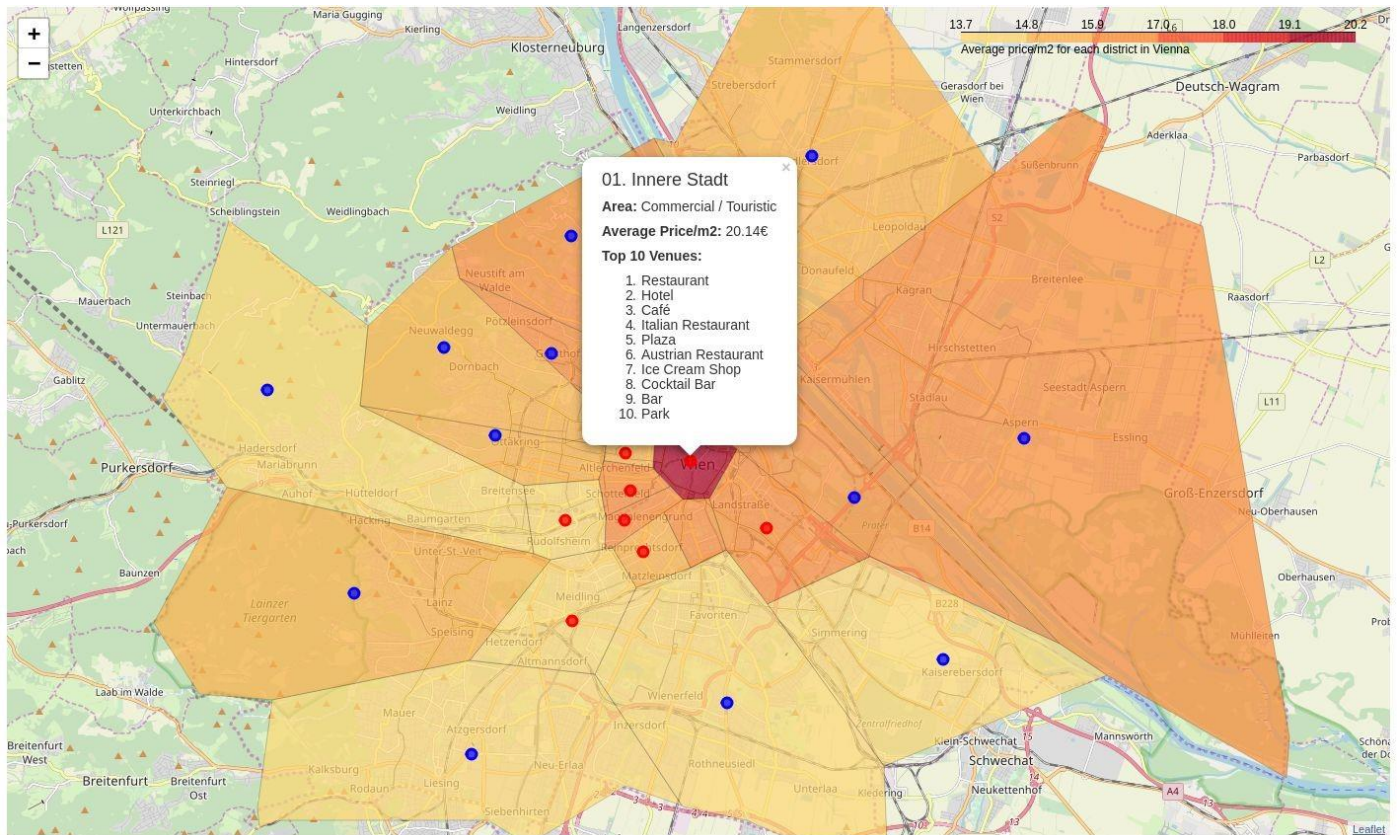 Wolfpassing
Maria Gugging
Kierling
Langenzersdorf
13.7 14.8 15.9 17.0 18.0 19.1 20.2
Average price/m2 for each district in Vienna
+
−
Klosterneuburg
Hintersdorf
Stammersdorf
Strebersdorf
Gerasdorf bei
Wien
Deutsch-Wagram
Unterkirchbach
Weidling
Aderklaa
Parbasdorf
Süßenbrunn
Steinriegl
Scheiblingstein
Weidlingbach
L121
S2
Leopoldau
L2
01. Innere Stadt
×
Area: Commercial / Touristic
Average Price/m2: 20.14€
Top 10 Venues:
1. Restaurant
2. Hotel
3. Café
4. Italian Restaurant
5. Plaza
6. Austrian Restaurant
7. Ice Cream Shop
8. Cocktail Bar
9. Bar
10. Park
Neustift am
Walde
Donaufeld
Kagran
Breitenlee
Raasdorf
Steinbach
Mauerbach
Untermauerbach
Neuwaldegg
Pötzleinsdorf
Dornbach
Hirschstetten
Gablitz
Kaisermühlen
Stadlau
Seestadt Aspern
L11
Aspern
Essling
Ottakring
Hadersdorf
Mariabrunn
Purkersdorf
Altlerchenfeld
Wien
Auhof
Hütteldorf
Breitensee
Schottenfeld
Landstraße
Groß-Enzersdorf
Neu-Oberhausen
Hacking
Baumgarten
Magdalenengrund
Prater
B14
Rudolfsheim
Unter-St.-Veit
Matzleinsdorf
Baunzen
Meidling
Oberhausen
Lainzer
Tiergarten
Lainz
Speising
Hetzendorf
Favoriten
B228
Simmering
Mühlleiten
Altmannsdorf
Kaiserebersdorf
Laab im Walde
Wienerfeld
Mauer
Atzgersdorf
Inzersdorf
Zentralfriedhof
Klein-Schwechat
15
Mannswörth
Breitenfurt
West
Kalksburg
Neu-Erlaa
Rothneusiedl
Schwechat
14
Breitenfurt
Breitenfurt
Ost
Rodaun
Liesing
Unterlaa
Kledering
Neukettenhof
A4
Siebenhirten
13
Leaflet